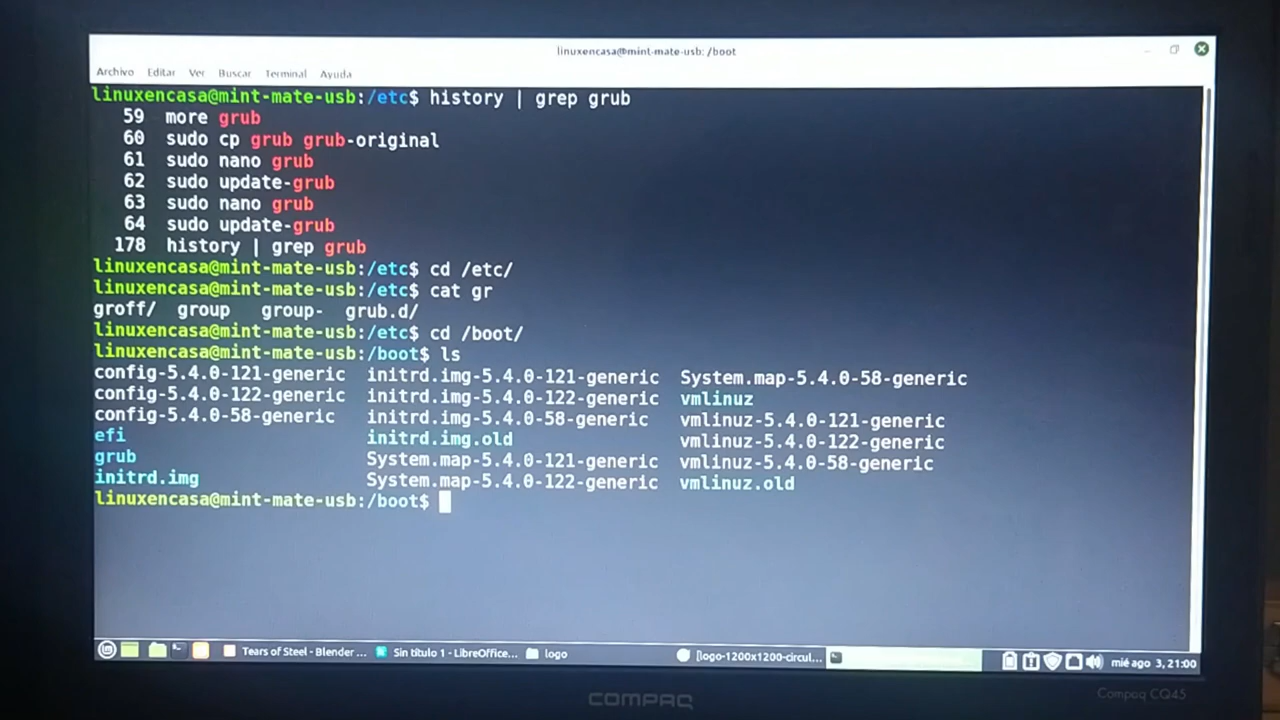 linuxencasa@mint-mate-usb: /boot
Archivo Editar Ver Buscar Terminal Ayuda
linuxencasa@mint-mate-usb:/etc$ history | grep grub
59 more grub
60 sudo cp grub grub-original
61 sudo nano grub
62 sudo update-grub
63 sudo nano grub
64 sudo update-grub
178 history | grep grub
linuxencasa@mint-mate-usb:/etc$ cd /etc/
linuxencasa@mint-mate-usb:/etc$ cat gr
groff/ group group- grub.d/
linuxencasa@mint-mate-usb:/etc$ cd /boot/
linuxencasa@mint-mate-usb:/boot$ ls
config-5.4.0-121-generic initrd.img-5.4.0-121-generic System.map-5.4.0-58-generic
config-5.4.0-122-generic initrd.img-5.4.0-122-generic vmlinuz
config-5.4.0-58-generic initrd.img-5.4.0-58-generic vmlinuz-5.4.0-121-generic
efi initrd.img.old vmlinuz-5.4.0-122-generic
grub System.map-5.4.0-121-generic vmlinuz-5.4.0-58-generic
initrd.img System.map-5.4.0-122-generic vmlinuz.old
linuxencasa@mint-mate-usb:/boot$
Tears of Steel - Blender ... Sin título 1 - LibreOffice... logo [logo-1200x1200-circul... mié ago 3, 21:00
COMPAQ
Compaq CQ45